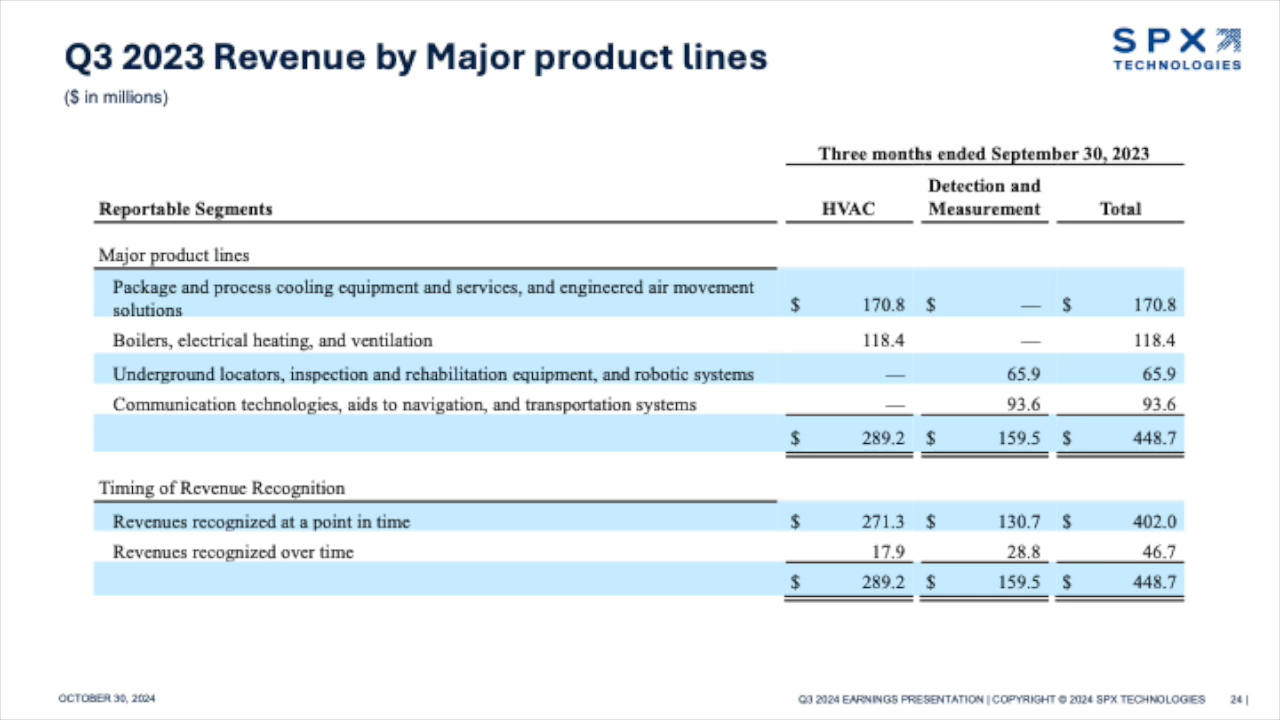 Q3 2023 Revenue by Major product lines
($ in millions)
SPX
TECHNOLOGIES
Three months ended September 30, 2023
Reportable Segments HVAC Detection and Measurement Total
Major product lines
Package and process cooling equipment and services, and engineered air movement
solutions $ 170.8 $ — $ 170.8
Boilers, electrical heating, and ventilation 118.4 — 118.4
Underground locators, inspection and rehabilitation equipment, and robotic systems — 65.9 65.9
Communication technologies, aids to navigation, and transportation systems — 93.6 93.6
$ 289.2 $ 159.5 $ 448.7
Timing of Revenue Recognition
Revenues recognized at a point in time $ 271.3 $ 130.7 $ 402.0
Revenues recognized over time 17.9 28.8 46.7
$ 289.2 $ 159.5 $ 448.7
OCTOBER 30, 2024
Q3 2024 EARNINGS PRESENTATION | COPYRIGHT © 2024 SPX TECHNOLOGIES 24 |